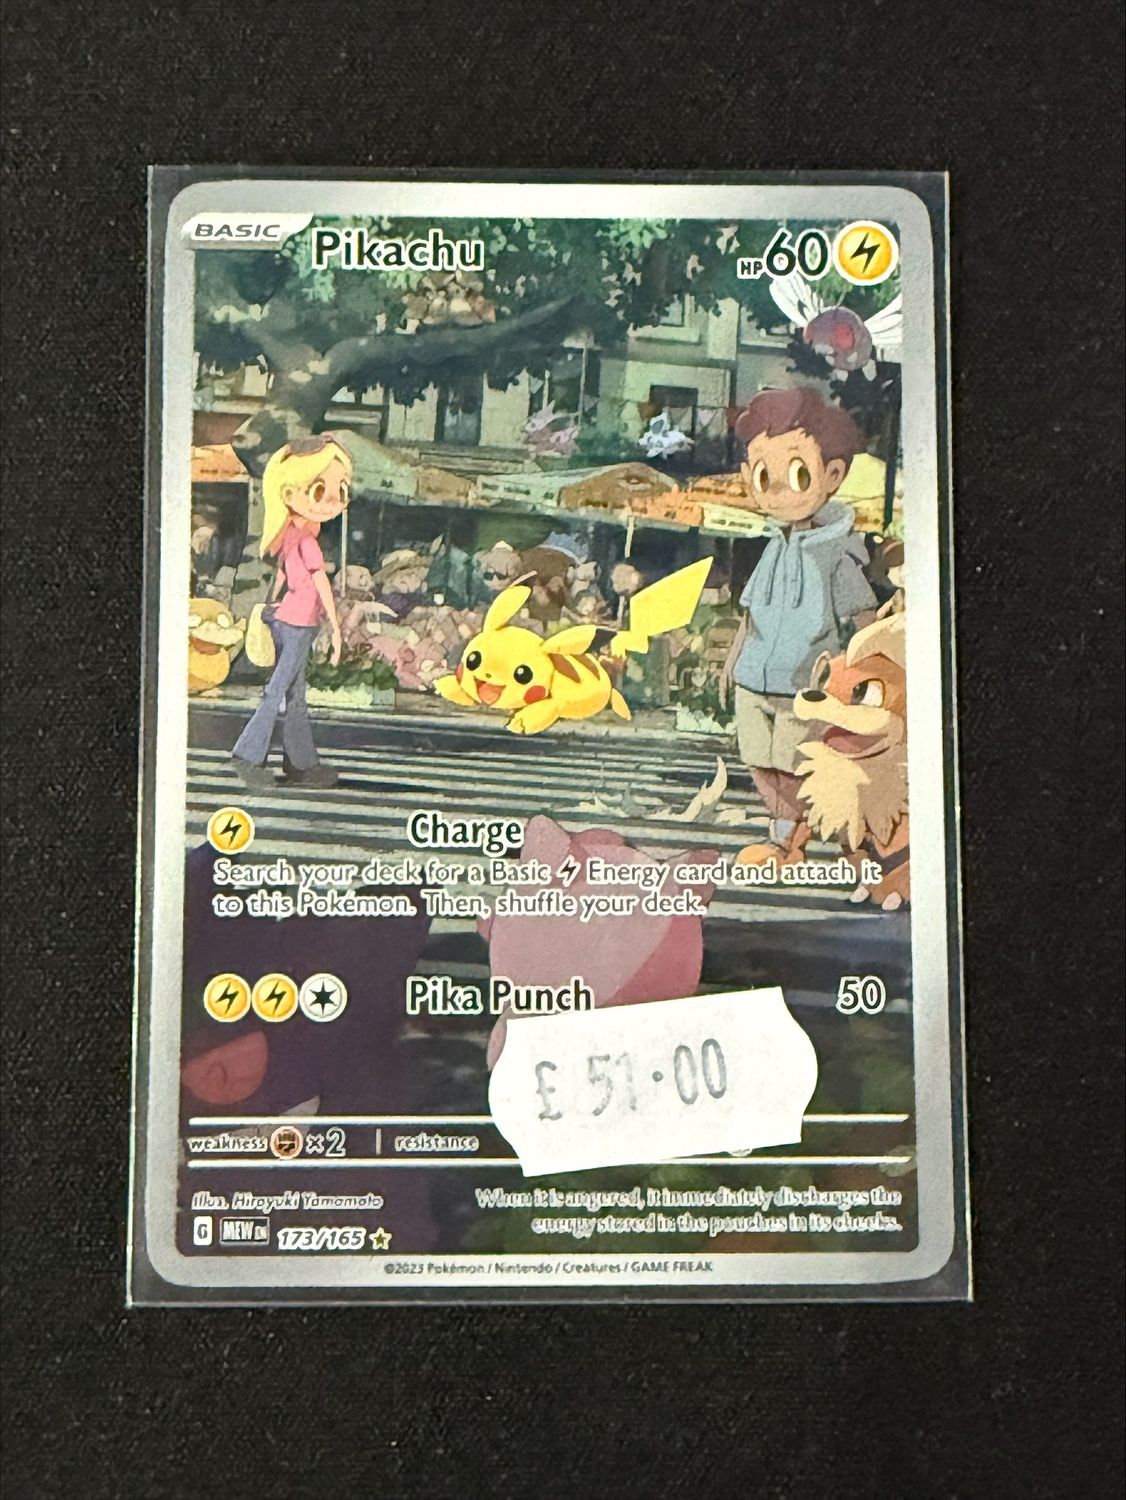 BASIC Pikachu HP60
Charge
Search your deck for a Basic Energy card and attach it
to this Pokémon. Then, shuffle your deck.
Pika Punch 50
£ 51.00
weakness ×2 resistance
Illus. Hiroyuki Yamamoto
When it is angered, it immediately discharges the
energy stored in the pouches in its cheeks.
G MEW EN 173/165
©2023 Pokémon / Nintendo / Creatures / GAME FREAK